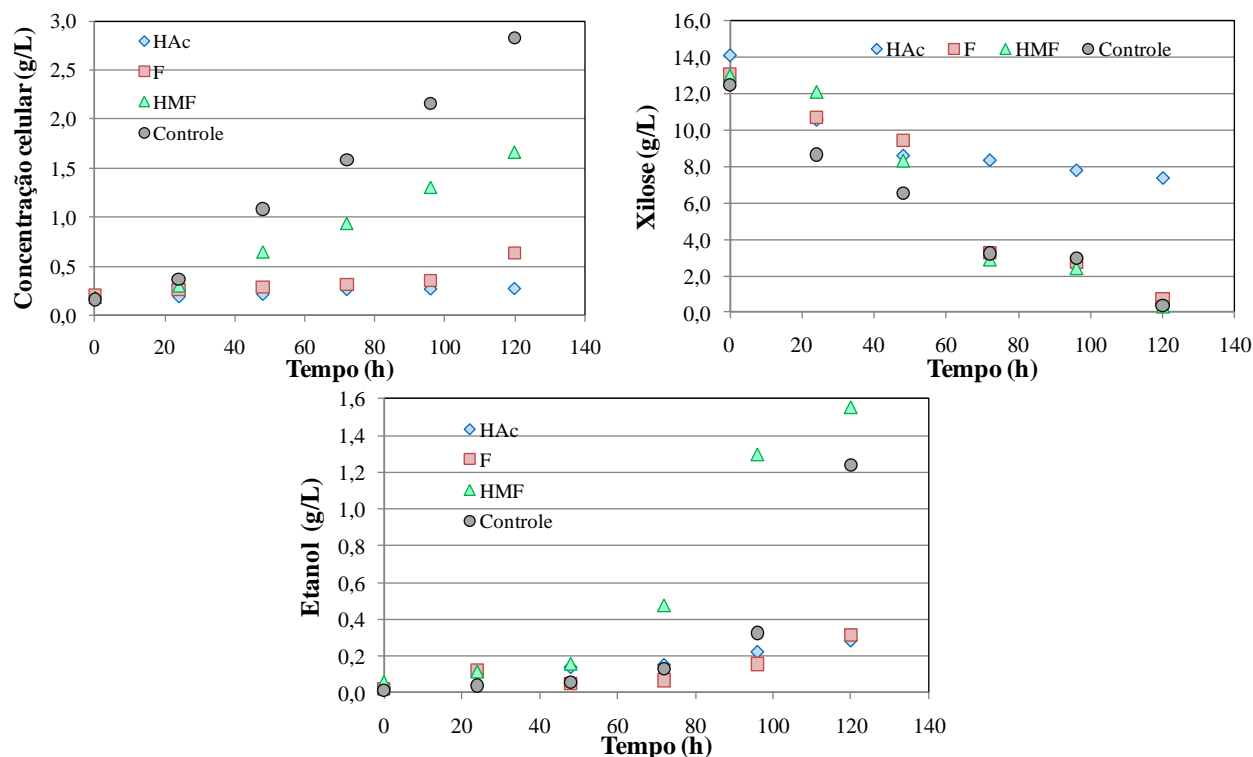 Concentração celular (g/L)
3,0
2,5
2,0
1,5
1,0
0,5
0,0
HAc
F
HMF
Controle
0 20 40 60 80 100 120 140
Tempo (h)
Xilose (g/L)
16,0
14,0
12,0
10,0
8,0
6,0
4,0
2,0
0,0
HAc F HMF Controle
0 20 40 60 80 100 120 140
Tempo (h)
Etanol (g/L)
1,6
1,4
1,2
1,0
0,8
0,6
0,4
0,2
0,0
HAc
F
HMF
Controle
0 20 40 60 80 100 120 140
Tempo (h)